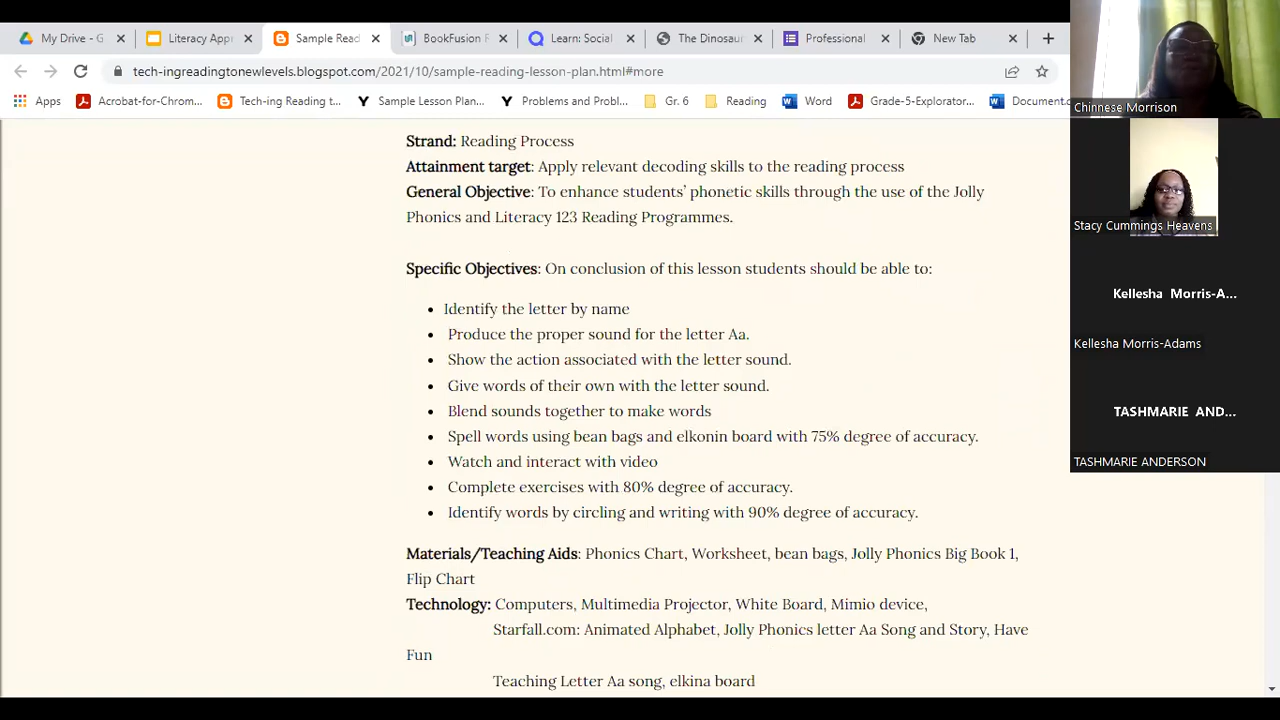 My Drive - G
Literacy App
Sample Read
BookFusion R
Learn: Social
The Dinosau
Professional
New Tab
tech-ingreadingtonewlevels.blogspot.com/2021/10/sample-reading-lesson-plan.html#more
Apps
Acrobat-for-Chrom...
Tech-ing Reading t...
Sample Lesson Plan...
Problems and Probl...
Gr. 6
Reading
Word
Grade-5-Explorator...
Document.d
Strand: Reading Process
Attainment target: Apply relevant decoding skills to the reading process
General Objective: To enhance students' phonetic skills through the use of the Jolly
Phonics and Literacy 123 Reading Programmes.
Specific Objectives: On conclusion of this lesson students should be able to:
• Identify the letter by name
• Produce the proper sound for the letter Aa.
• Show the action associated with the letter sound.
• Give words of their own with the letter sound.
• Blend sounds together to make words
• Spell words using bean bags and elkonin board with 75% degree of accuracy.
• Watch and interact with video
• Complete exercises with 80% degree of accuracy.
• Identify words by circling and writing with 90% degree of accuracy.
Materials/Teaching Aids: Phonics Chart, Worksheet, bean bags, Jolly Phonics Big Book 1,
Flip Chart
Technology: Computers, Multimedia Projector, White Board, Mimio device,
Starfall.com: Animated Alphabet, Jolly Phonics letter Aa Song and Story, Have
Fun
Teaching Letter Aa song, elkina board
Chinnese Morrison
Stacy Cummings Heavens
Kellesha Morris-A...
Kellesha Morris-Adams
TASHMARIE AND...
TASHMARIE ANDERSON